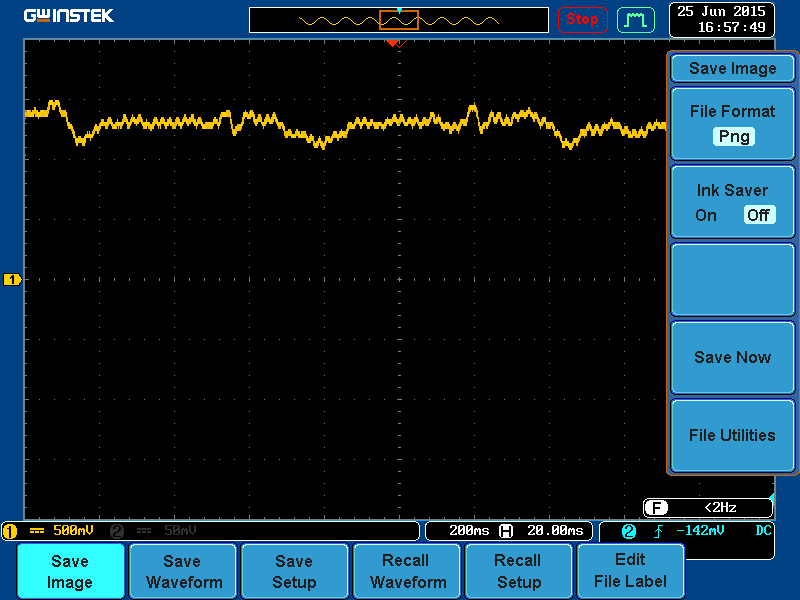 GWINSTEK
Stop
25 Jun 2015
16:57:49
Save Image
File Format
Png
Ink Saver
On Off
1
Save Now
File Utilities
F <2Hz
1 500mV 2 50mV 200ms H 20.00ms 2 -142mV DC
Save Image
Save Waveform
Save Setup
Recall Waveform
Recall Setup
Edit File Label